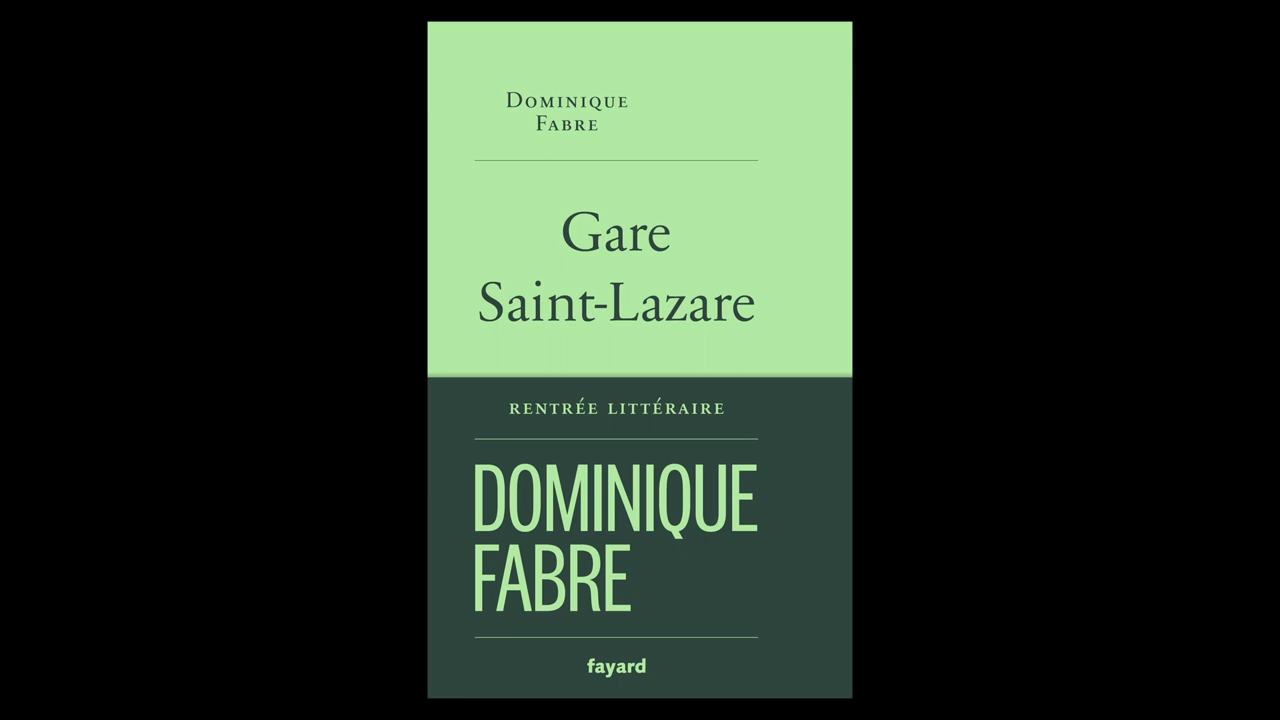 Dominique
Fabre
Gare
Saint-Lazare
RENTRÉE LITTÉRAIRE
DOMINIQUE
FABRE
fayard